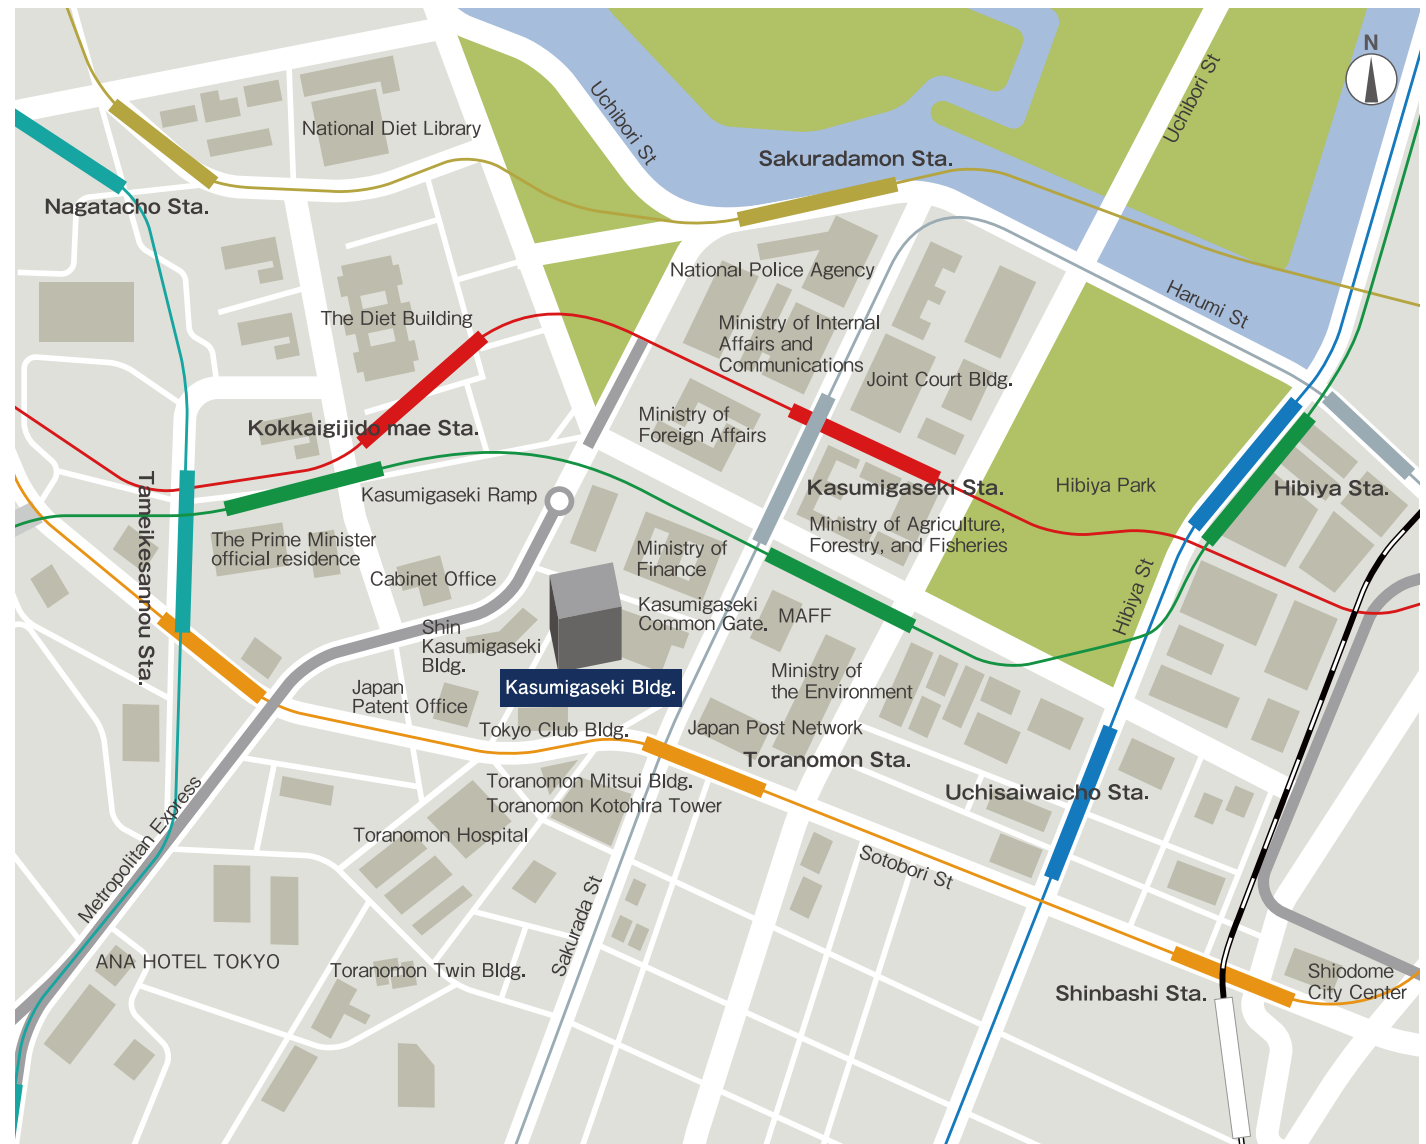 N
Uchibori St
Uchibori St
National Diet Library
Sakuradamon Sta.
Nagatacho Sta.
National Police Agency
Harumi St
The Diet Building
Ministry of Internal
Affairs and
Communications
Joint Court Bldg.
Ministry of
Foreign Affairs
Kokkaigijido mae Sta.
Tameikesannou Sta.
Kasumigaseki Ramp
Kasumigaseki Sta.
Hibiya Park
Hibiya Sta.
The Prime Minister
official residence
Ministry of Agriculture,
Forestry, and Fisheries
Ministry of
Finance
Cabinet Office
Hibiya St
Kasumigaseki
Common Gate.
MAFF
Shin
Kasumigaseki
Bldg.
Ministry of
the Environment
Kasumigaseki Bldg.
Japan
Patent Office
Tokyo Club Bldg.
Japan Post Network
Toranomon Sta.
Toranomon Mitsui Bldg.
Toranomon Kotohira Tower
Uchisaiwaicho Sta.
Metropolitan Express
Toranomon Hospital
Sotobori St
Sakurada St
ANA HOTEL TOKYO
Toranomon Twin Bldg.
Shinbashi Sta.
Shiodome
City Center